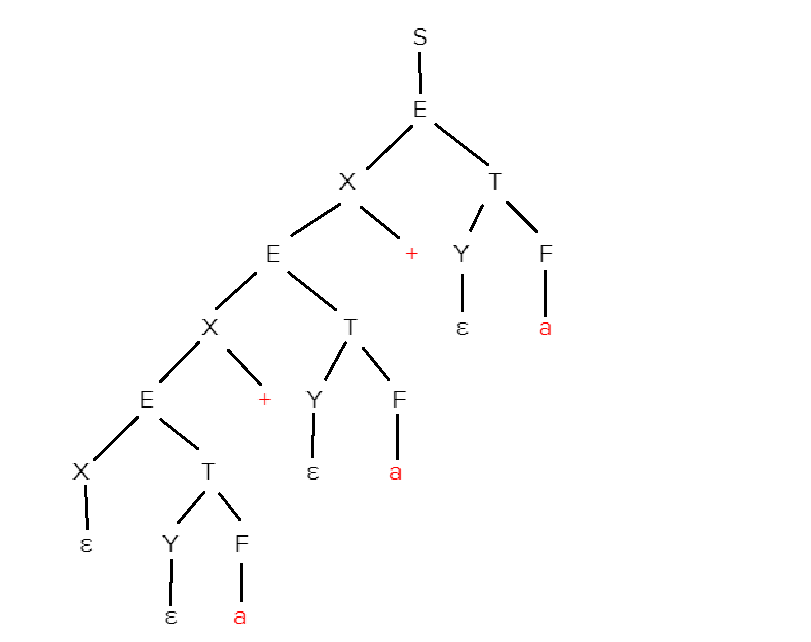 S
E
X T
E + Y F
X T ε a
E + Y F
X T ε a
ε Y F
ε a